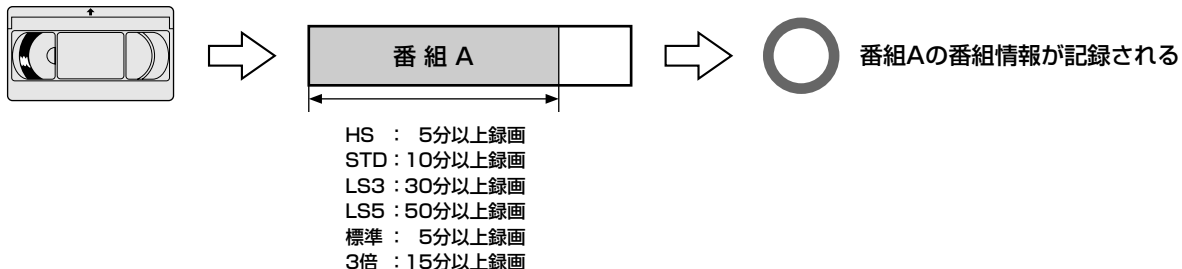 番組A
番組Aの番組情報が記録される
HS : 5分以上録画
STD:10分以上録画
LS3:30分以上録画
LS5:50分以上録画
標準: 5分以上録画
3倍:15分以上録画